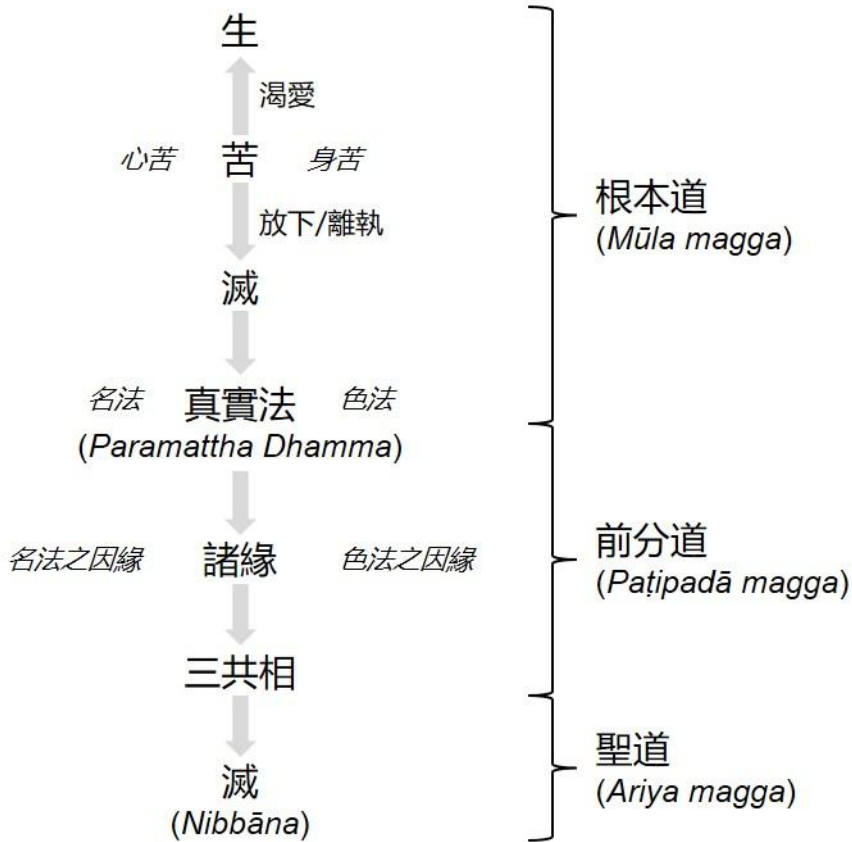 生
渴愛
心苦 苦 身苦
放下/離執
滅
名法 真實法 色法
(Paramattha Dhamma)
名法之因緣 諸緣 色法之因緣
三共相
滅
(Nibbāna)
根本道
(Mūla magga)
前分道
(Paṭipadā magga)
聖道
(Ariya magga)